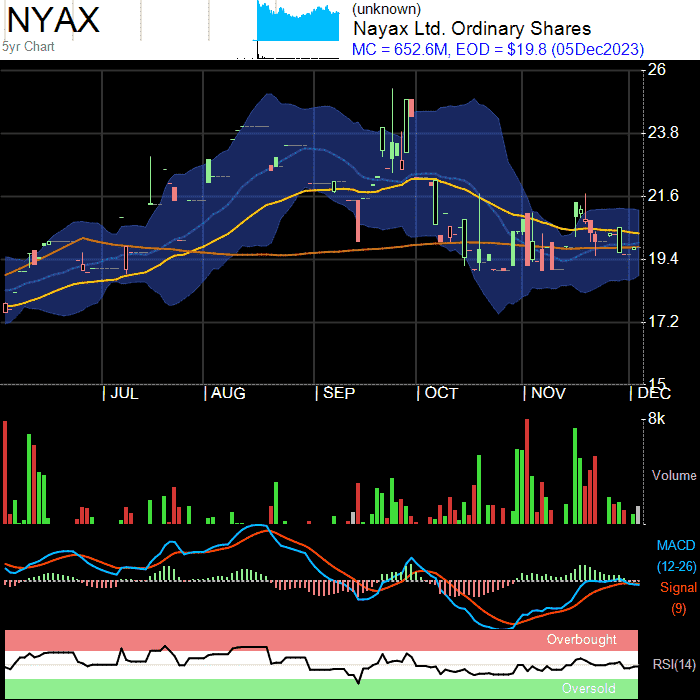 NYAX
5yr Chart
(unknown)
Nayax Ltd. Ordinary Shares
MC = 652.6M, EOD = $19.8 (05Dec2023)
26
23.8
21.6
19.4
17.2
15
JUL AUG SEP OCT NOV DEC
8k
Volume
MACD
(12-26)
Signal
(9)
Overbought
RSI(14)
Oversold